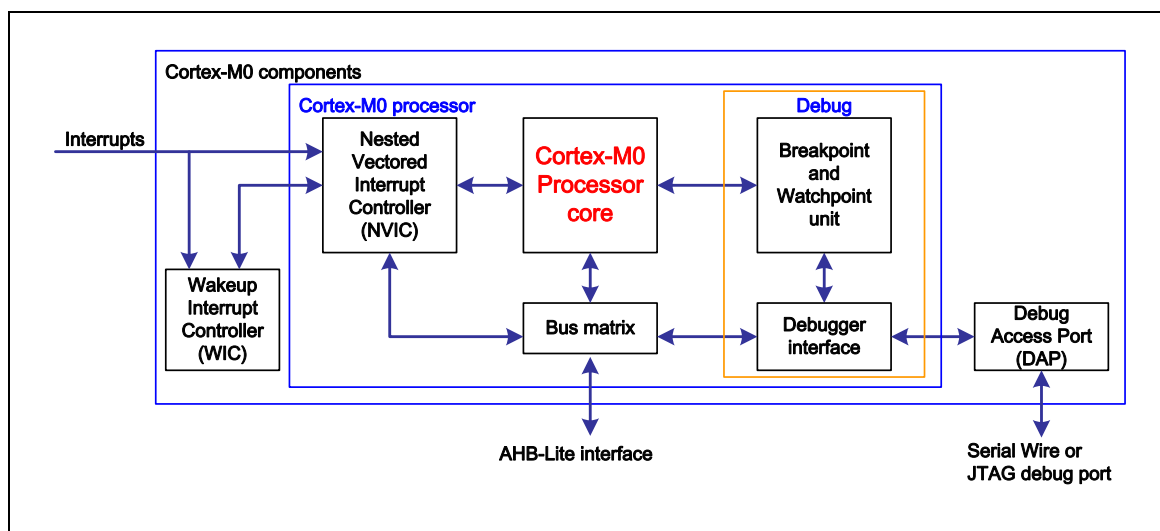 Cortex-M0 components
Cortex-M0 processor
Debug
Interrupts
Nested
Vectored
Interrupt
Controller
(NVIC)
Cortex-M0
Processor
core
Breakpoint
and
Watchpoint
unit
Wakeup
Interrupt
Controller
(WIC)
Bus matrix
Debugger
interface
Debug
Access Port
(DAP)
AHB-Lite interface
Serial Wire or
JTAG debug port